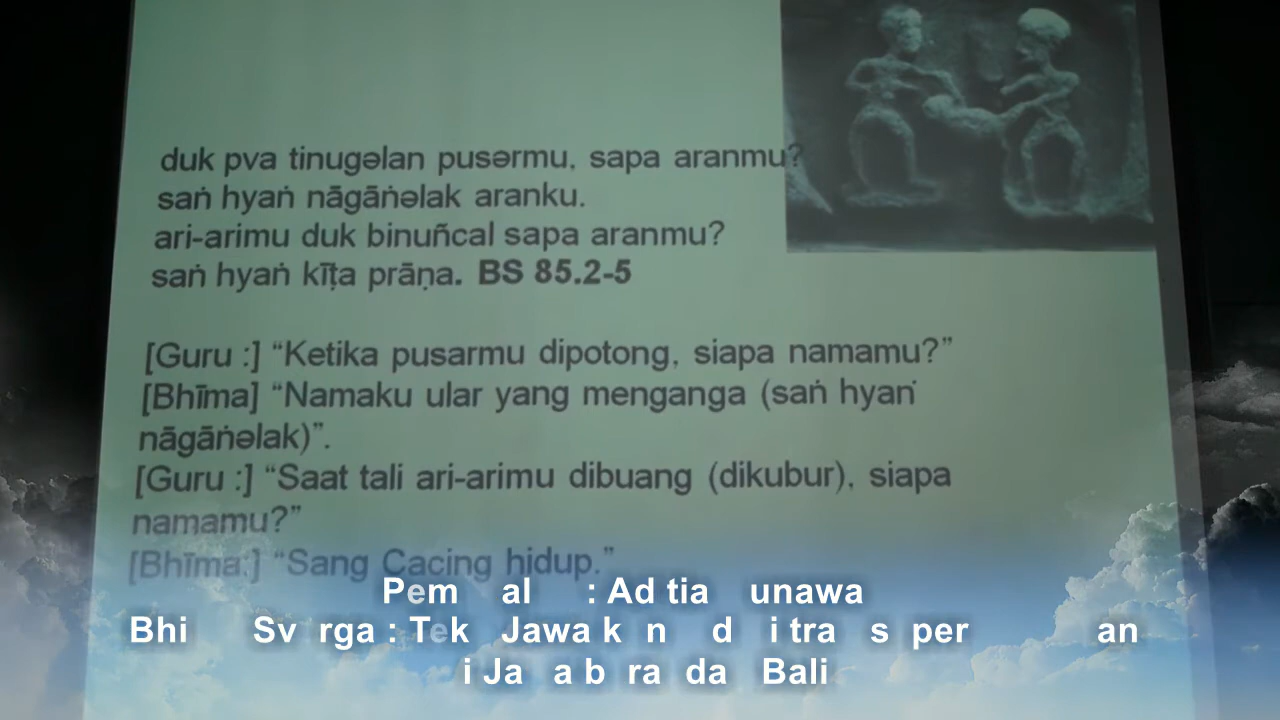 duk pva tinugəlan pusərmu, sapa aranmu?
saṅ hyaṅ nāgāṅəlak aranku.
ari-arimu duk binuñcal sapa aranmu?
saṅ hyaṅ kīṭa prāṇa. BS 85.2-5
[Guru :] “Ketika pusarmu dipotong, siapa namamu?”
[Bhīma] “Namaku ular yang menganga (saṅ hyaṅ
nāgāṅəlak)”.
[Guru :] “Saat tali ari-arimu dibuang (dikubur), siapa
namamu?”
[Bhīma:] “Sang Cacing hidup.”
: Bali